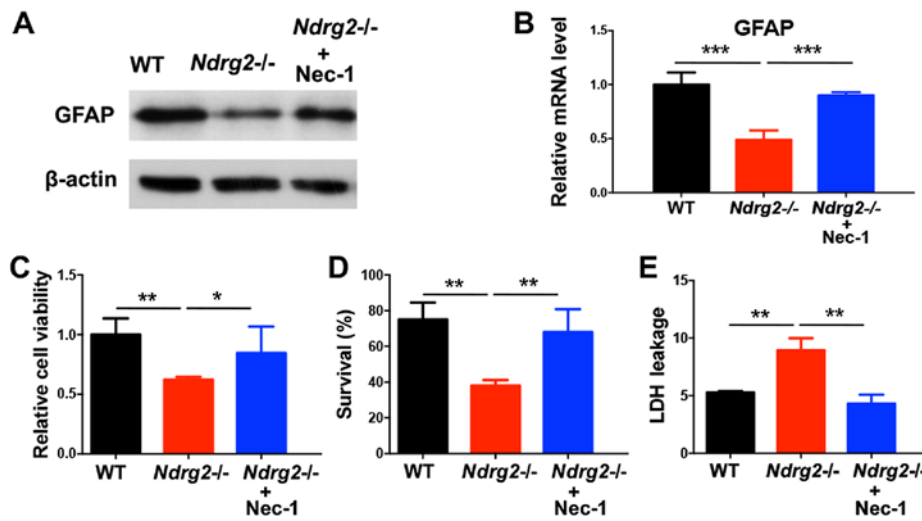 A
WT
Ndrg2-/-
Ndrg2-/-
+
Nec-1
GFAP
β-actin
B
GFAP
***
***
Relative mRNA level
1.5
1.0
0.5
0.0
WT
Ndrg2-/-
Ndrg2-/-
+
Nec-1
C
**
*
Relative cell viability
1.5
1.0
0.5
0.0
WT
Ndrg2-/-
Ndrg2-/-
+
Nec-1
D
**
**
Survival (%)
100
80
60
40
20
0
WT
Ndrg2-/-
Ndrg2-/-
+
Nec-1
E
**
**
LDH leakage
15
10
5
0
WT
Ndrg2-/-
Ndrg2-/-
+
Nec-1